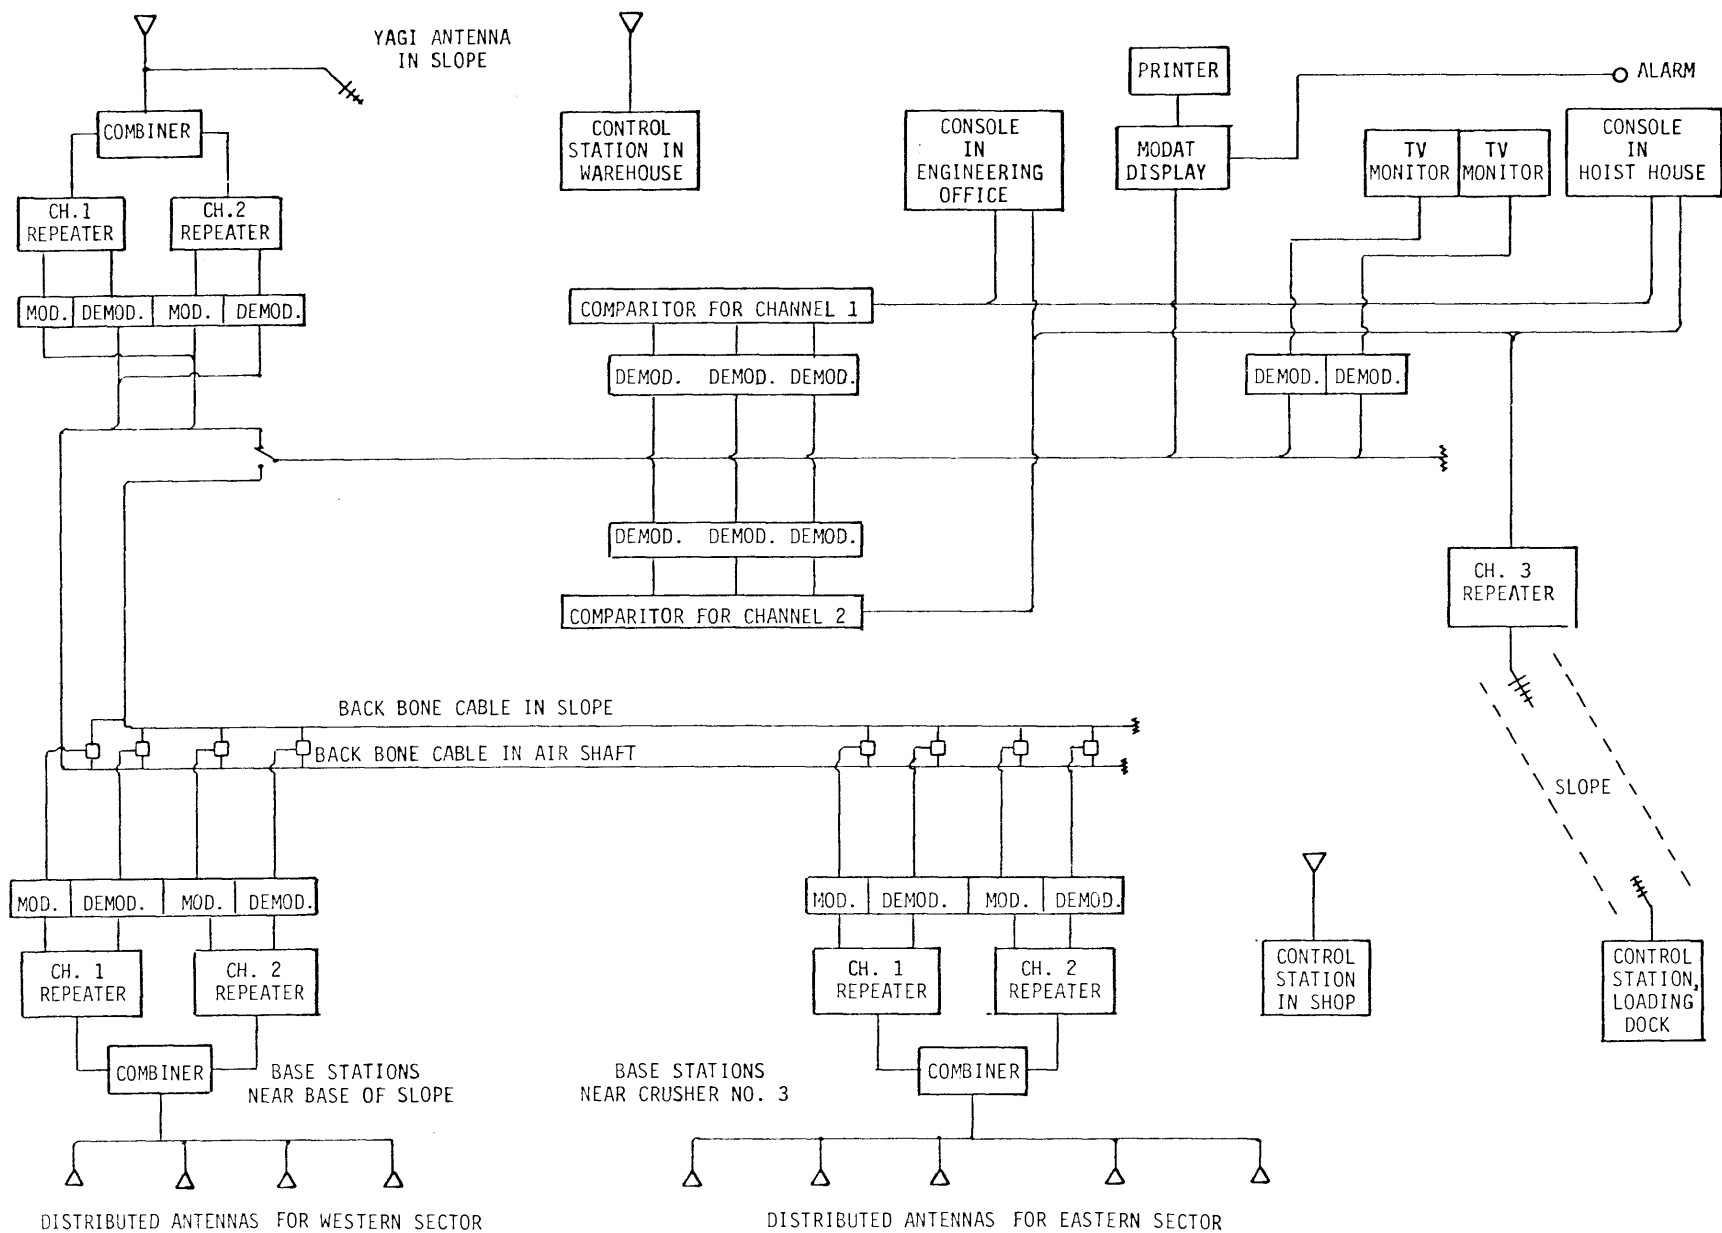 YAGI ANTENNA
IN SLOPE
COMBINER
CH.1
REPEATER
CH.2
REPEATER
MOD.
DEMOD.
MOD.
DEMOD.
CONTROL
STATION IN
WAREHOUSE
CONSOLE
IN
ENGINEERING
OFFICE
PRINTER
MODAT
DISPLAY
ALARM
TV
MONITOR
TV
MONITOR
CONSOLE
IN
HOIST HOUSE
COMPARITOR FOR CHANNEL 1
DEMOD.
DEMOD.
DEMOD.
DEMOD.
DEMOD.
DEMOD.
DEMOD.
DEMOD.
COMPARITOR FOR CHANNEL 2
CH. 3
REPEATER
BACK BONE CABLE IN SLOPE
BACK BONE CABLE IN AIR SHAFT
SLOPE
MOD.
DEMOD.
MOD.
DEMOD.
CH. 1
REPEATER
CH. 2
REPEATER
COMBINER
BASE STATIONS
NEAR BASE OF SLOPE
MOD.
DEMOD.
MOD.
DEMOD.
CH. 1
REPEATER
CH. 2
REPEATER
COMBINER
BASE STATIONS
NEAR CRUSHER NO. 3
CONTROL
STATION
IN SHOP
CONTROL
STATION,
LOADING
DOCK
DISTRIBUTED ANTENNAS FOR WESTERN SECTOR
DISTRIBUTED ANTENNAS FOR EASTERN SECTOR